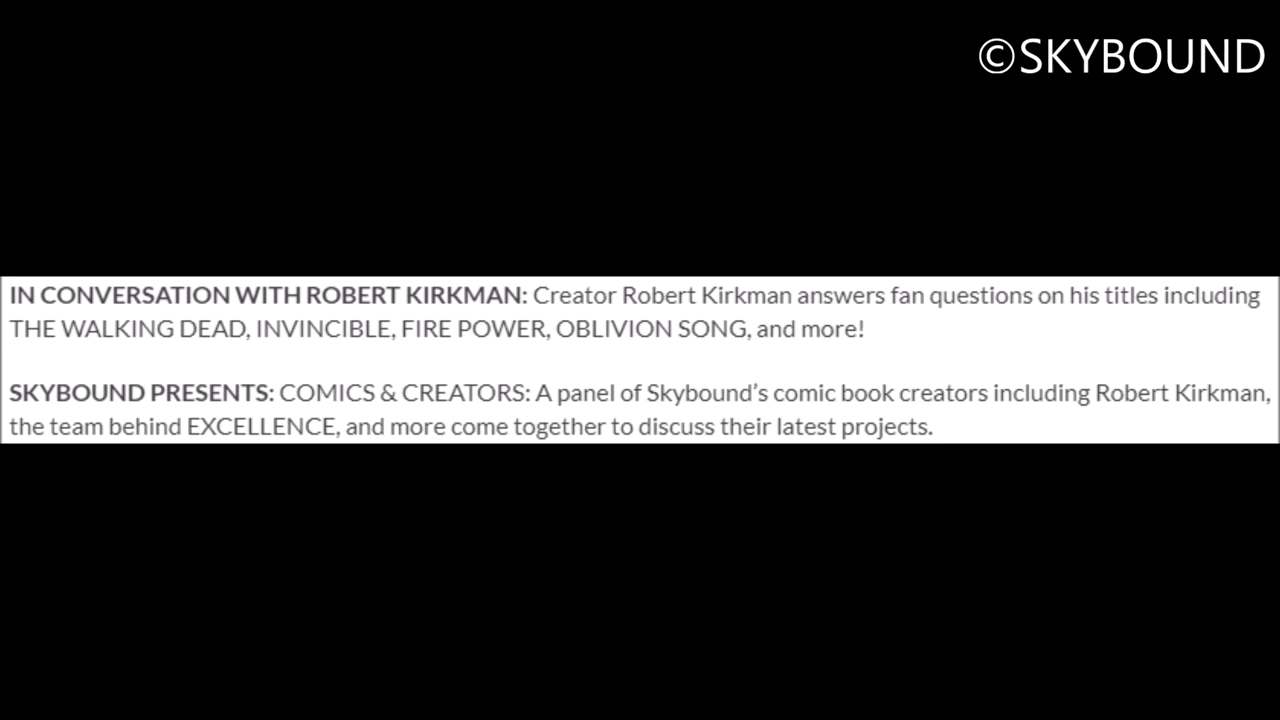 ©SKYBOUND
IN CONVERSATION WITH ROBERT KIRKMAN: Creator Robert Kirkman answers fan questions on his titles including
THE WALKING DEAD, INVINCIBLE, FIRE POWER, OBLIVION SONG, and more!
SKYBOUND PRESENTS: COMICS & CREATORS: A panel of Skybound’s comic book creators including Robert Kirkman,
the team behind EXCELLENCE, and more come together to discuss their latest projects.